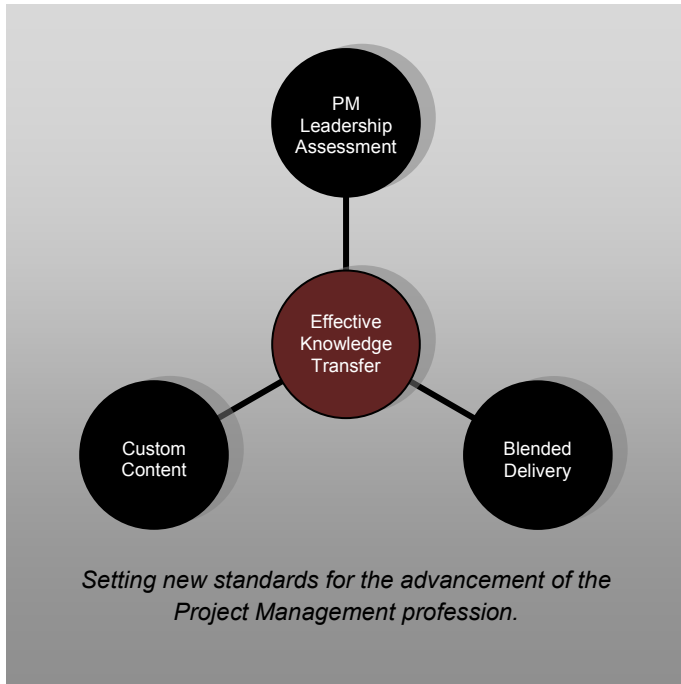 PM
Leadership
Assessment
Effective
Knowledge
Transfer
Custom
Content
Blended
Delivery
Setting new standards for the advancement of the
Project Management profession.